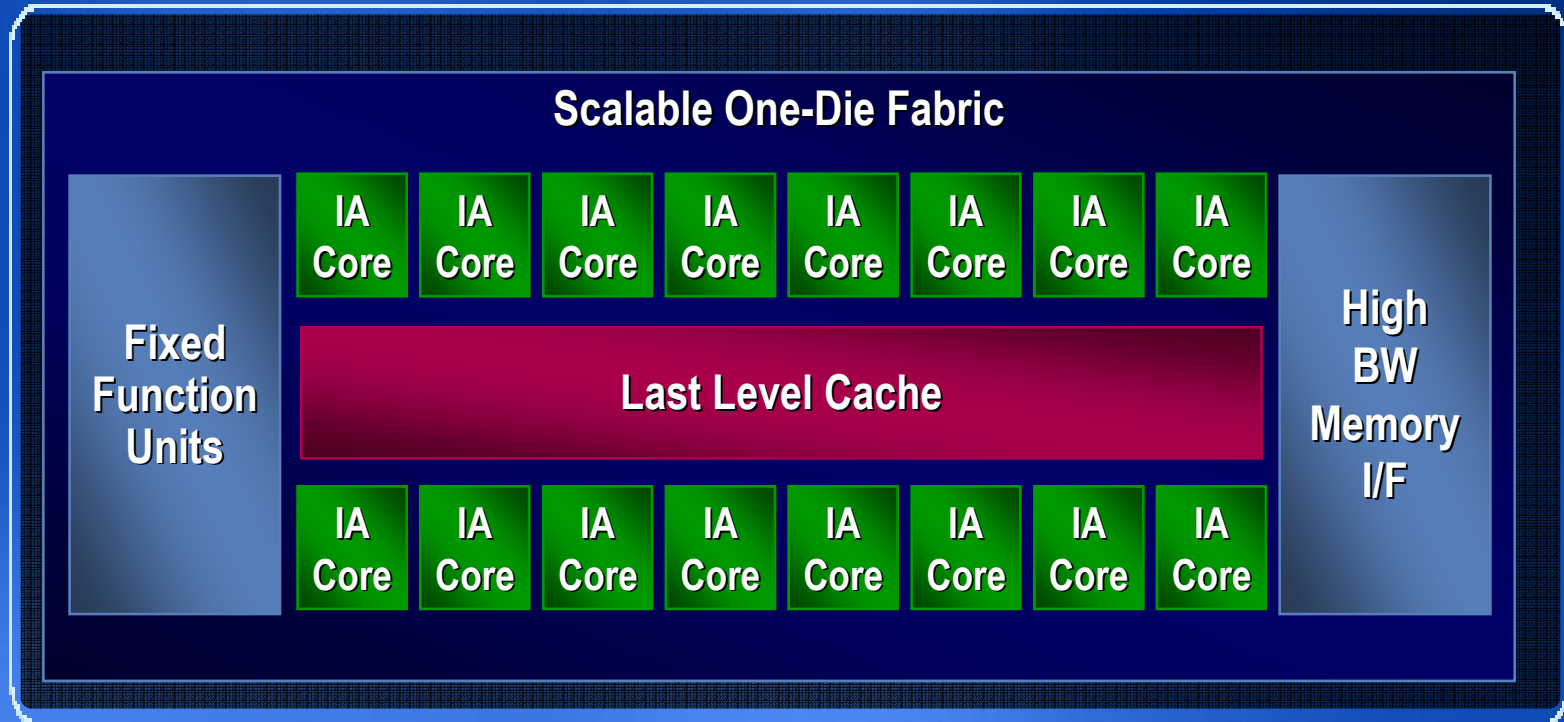 Scalable One-Die Fabric
IA IA IA IA IA IA IA IA
Core Core Core Core Core Core Core Core
Fixed
Function
Units
Last Level Cache
High
BW
Memory
I/F
IA IA IA IA IA IA IA IA
Core Core Core Core Core Core Core Core